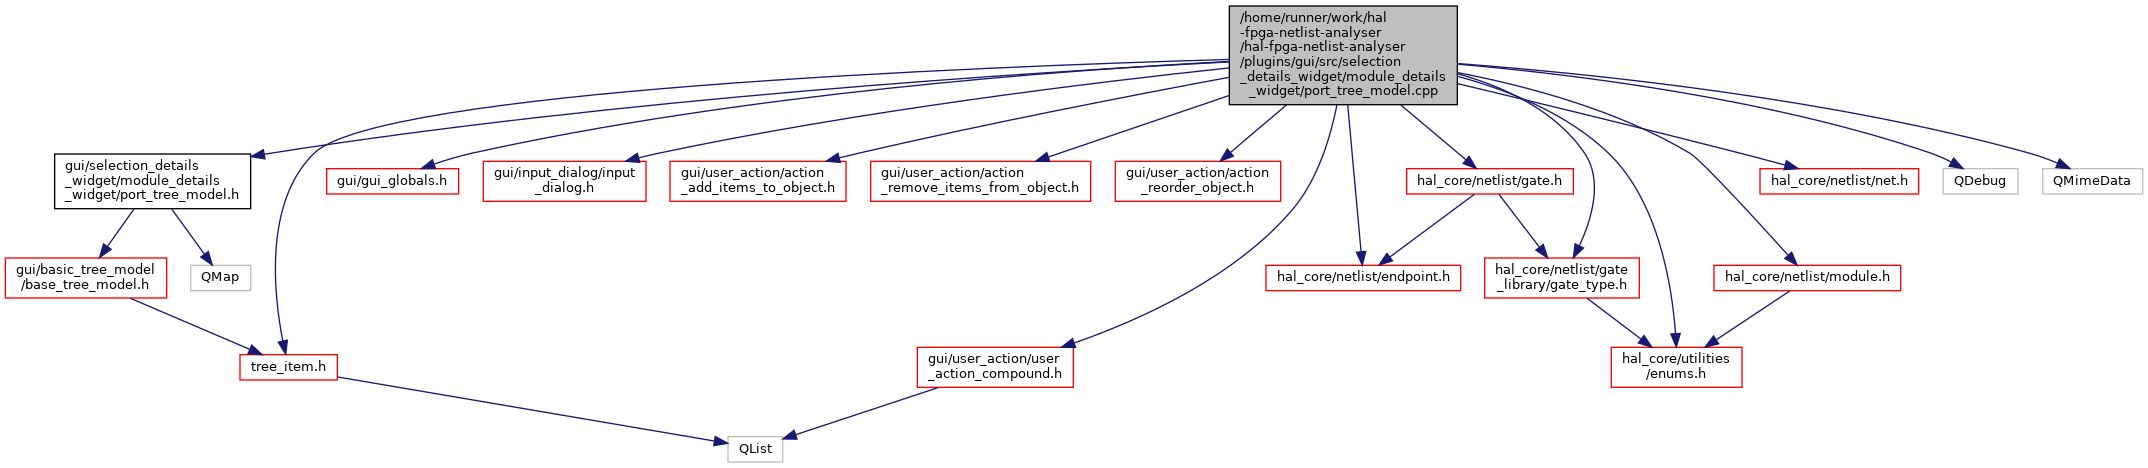 /home/runner/work/hal
-fpga-netlist-analyser
/hal-fpga-netlist-analyser
/plugins/gui/src/selection
_details_widget/module_details
_widget/port_tree_model.cpp
gui/selection_details
_widget/module_details
_widget/port_tree_model.h
gui/gui_globals.h
gui/input_dialog/input
_dialog.h
gui/user_action/action
_add_items_to_object.h
gui/user_action/action
_remove_items_from_object.h
gui/user_action/action
_reorder_object.h
hal_core/netlist/gate.h
hal_core/netlist/net.h
QDebug
QMimeData
gui/basic_tree_model
/base_tree_model.h
QMap
hal_core/netlist/endpoint.h
hal_core/netlist/gate
_library/gate_type.h
hal_core/netlist/module.h
tree_item.h
gui/user_action/user
_action_compound.h
hal_core/utilities
/enums.h
QList